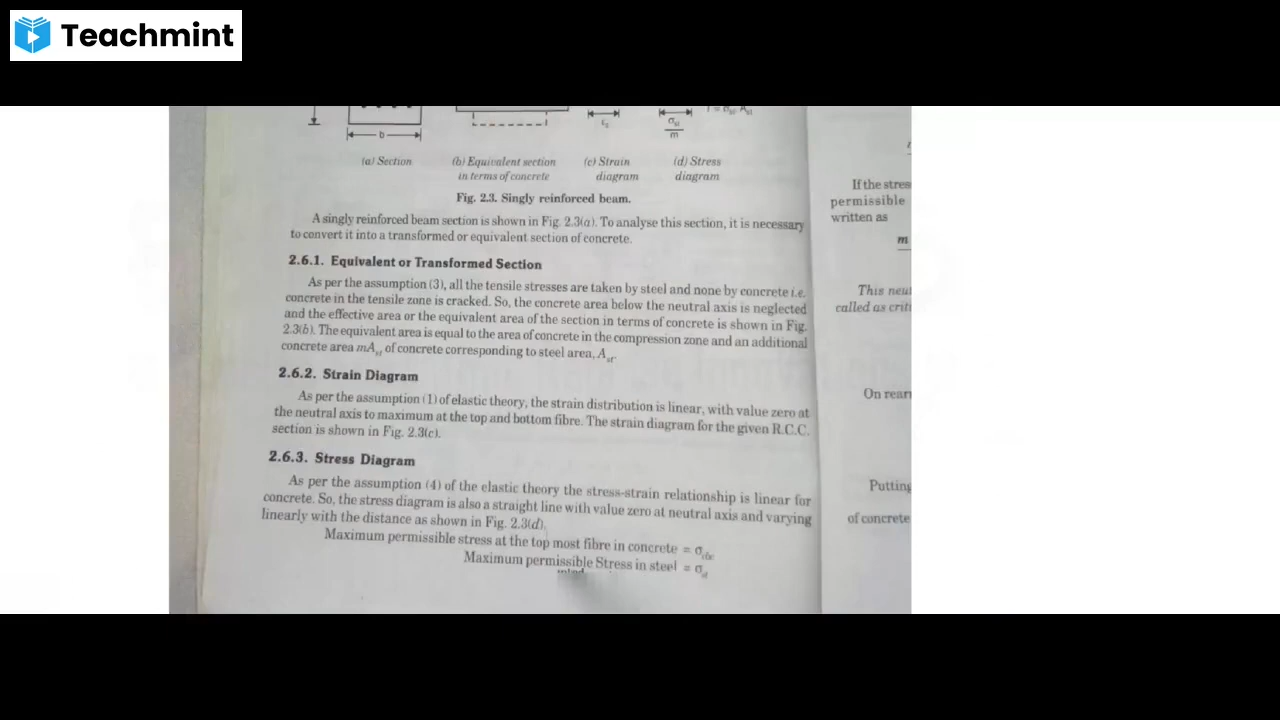 Teachmint
b
εs
σst
m
T = σst Ast
(a) Section
(b) Equivalent section
in terms of concrete
(c) Strain
diagram
(d) Stress
diagram
Fig. 2.3. Singly reinforced beam.
A singly reinforced beam section is shown in Fig. 2.3(a). To analyse this section, it is necessary
to convert it into a transformed or equivalent section of concrete.
2.6.1. Equivalent or Transformed Section
As per the assumption (3), all the tensile stresses are taken by steel and none by concrete i.e.
concrete in the tensile zone is cracked. So, the concrete area below the neutral axis is neglected
and the effective area or the equivalent area of the section in terms of concrete is shown in Fig.
2.3(b). The equivalent area is equal to the area of concrete in the compression zone and an additional
concrete area mAst of concrete corresponding to steel area, Ast.
2.6.2. Strain Diagram
As per the assumption (1) of elastic theory, the strain distribution is linear, with value zero at
the neutral axis to maximum at the top and bottom fibre. The strain diagram for the given R.C.C.
section is shown in Fig. 2.3(c).
2.6.3. Stress Diagram
As per the assumption (4) of the elastic theory the stress-strain relationship is linear for
concrete. So, the stress diagram is also a straight line with value zero at neutral axis and varying
linearly with the distance as shown in Fig. 2.3(d).
Maximum permissible stress at the top most fibre in concrete = σcbc
Maximum permissible Stress in steel = σst
If the stres
permissible
written as
m
This neut
called as criti
On rearr
Putting
of concrete